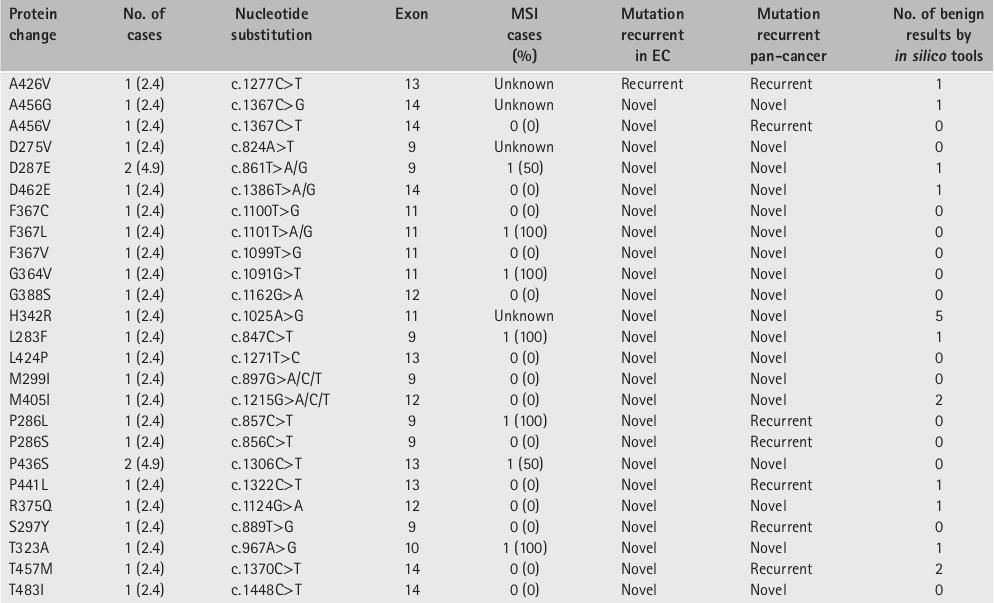 Protein No. of Nucleotide Exon MSI Mutation Mutation No. of benign
change cases substitution cases recurrent recurrent results by
(%) in EC pan-cancer in silico tools
A426V 1 (2.4) c.1277C>T 13 Unknown Recurrent Recurrent 1
A456G 1 (2.4) c.1367C>G 14 Unknown Novel Novel 1
A456V 1 (2.4) c.1367C>T 14 0 (0) Novel Recurrent 0
D275V 1 (2.4) c.824A>T 9 Unknown Novel Novel 0
D287E 2 (4.9) c.861T>A/G 9 1 (50) Novel Novel 1
D462E 1 (2.4) c.1386T>A/G 14 0 (0) Novel Novel 1
F367C 1 (2.4) c.1100T>G 11 0 (0) Novel Novel 0
F367L 1 (2.4) c.1101T>A/G 11 1 (100) Novel Novel 0
F367V 1 (2.4) c.1099T>G 11 0 (0) Novel Novel 0
G364V 1 (2.4) c.1091G>T 11 1 (100) Novel Novel 0
G388S 1 (2.4) c.1162G>A 12 0 (0) Novel Novel 0
H342R 1 (2.4) c.1025A>G 11 Unknown Novel Novel 5
L283F 1 (2.4) c.847C>T 9 1 (100) Novel Novel 1
L424P 1 (2.4) c.1271T>C 13 0 (0) Novel Novel 0
M299I 1 (2.4) c.897G>A/C/T 9 0 (0) Novel Novel 0
M405I 1 (2.4) c.1215G>A/C/T 12 0 (0) Novel Novel 2
P286L 1 (2.4) c.857C>T 9 1 (100) Novel Recurrent 0
P286S 1 (2.4) c.856C>T 9 0 (0) Novel Recurrent 0
P436S 2 (4.9) c.1306C>T 13 1 (50) Novel Novel 0
P441L 1 (2.4) c.1322C>T 13 0 (0) Novel Recurrent 1
R375Q 1 (2.4) c.1124G>A 12 0 (0) Novel Novel 1
S297Y 1 (2.4) c.889T>G 9 0 (0) Novel Recurrent 0
T323A 1 (2.4) c.967A>G 10 1 (100) Novel Novel 1
T457M 1 (2.4) c.1370C>T 14 0 (0) Novel Recurrent 2
T483I 1 (2.4) c.1448C>T 14 0 (0) Novel Novel 0